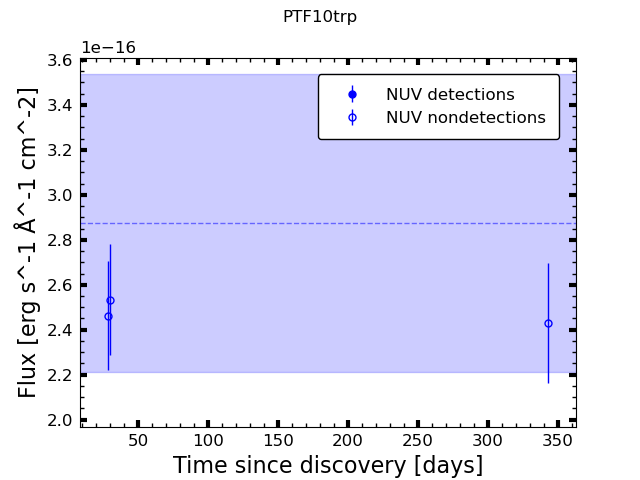 PTF10trp
1e−16
3.6
3.4
3.2
3.0
2.8
2.6
2.4
2.2
2.0
Flux [erg s^-1 Å^-1 cm^-2]
NUV detections
NUV nondetections
50 100 150 200 250 300 350
Time since discovery [days]